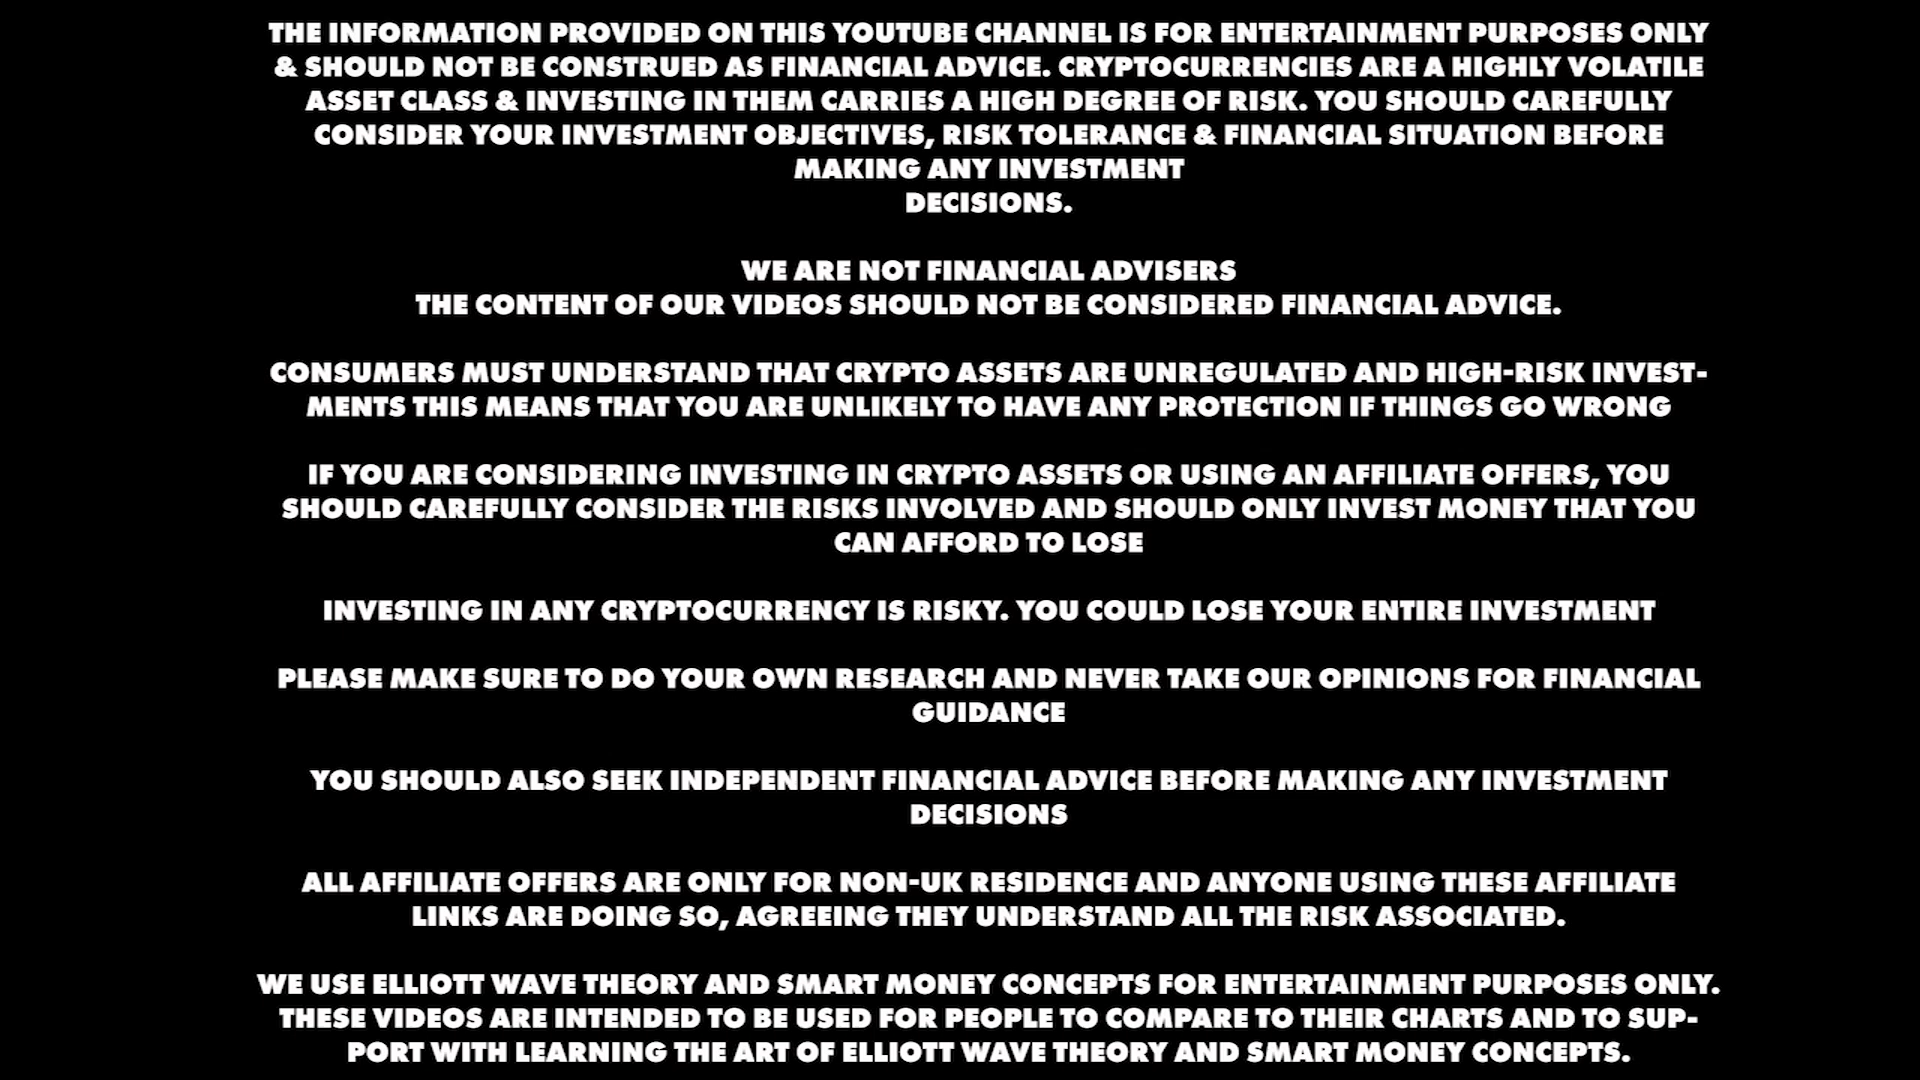 THE INFORMATION PROVIDED ON THIS YOUTUBE CHANNEL IS FOR ENTERTAINMENT PURPOSES ONLY
& SHOULD NOT BE CONSTRUED AS FINANCIAL ADVICE. CRYPTOCURRENCIES ARE A HIGHLY VOLATILE
ASSET CLASS & INVESTING IN THEM CARRIES A HIGH DEGREE OF RISK. YOU SHOULD CAREFULLY
CONSIDER YOUR INVESTMENT OBJECTIVES, RISK TOLERANCE & FINANCIAL SITUATION BEFORE
MAKING ANY INVESTMENT
DECISIONS.
WE ARE NOT FINANCIAL ADVISERS
THE CONTENT OF OUR VIDEOS SHOULD NOT BE CONSIDERED FINANCIAL ADVICE.
CONSUMERS MUST UNDERSTAND THAT CRYPTO ASSETS ARE UNREGULATED AND HIGH-RISK INVEST-
MENTS THIS MEANS THAT YOU ARE UNLIKELY TO HAVE ANY PROTECTION IF THINGS GO WRONG
IF YOU ARE CONSIDERING INVESTING IN CRYPTO ASSETS OR USING AN AFFILIATE OFFERS, YOU
SHOULD CAREFULLY CONSIDER THE RISKS INVOLVED AND SHOULD ONLY INVEST MONEY THAT YOU
CAN AFFORD TO LOSE
INVESTING IN ANY CRYPTOCURRENCY IS RISKY. YOU COULD LOSE YOUR ENTIRE INVESTMENT
PLEASE MAKE SURE TO DO YOUR OWN RESEARCH AND NEVER TAKE OUR OPINIONS FOR FINANCIAL
GUIDANCE
YOU SHOULD ALSO SEEK INDEPENDENT FINANCIAL ADVICE BEFORE MAKING ANY INVESTMENT
DECISIONS
ALL AFFILIATE OFFERS ARE ONLY FOR NON-UK RESIDENCE AND ANYONE USING THESE AFFILIATE
LINKS ARE DOING SO, AGREEING THEY UNDERSTAND ALL THE RISK ASSOCIATED.
WE USE ELLIOTT WAVE THEORY AND SMART MONEY CONCEPTS FOR ENTERTAINMENT PURPOSES ONLY.
THESE VIDEOS ARE INTENDED TO BE USED FOR PEOPLE TO COMPARE TO THEIR CHARTS AND TO SUP-
PORT WITH LEARNING THE ART OF ELLIOTT WAVE THEORY AND SMART MONEY CONCEPTS.